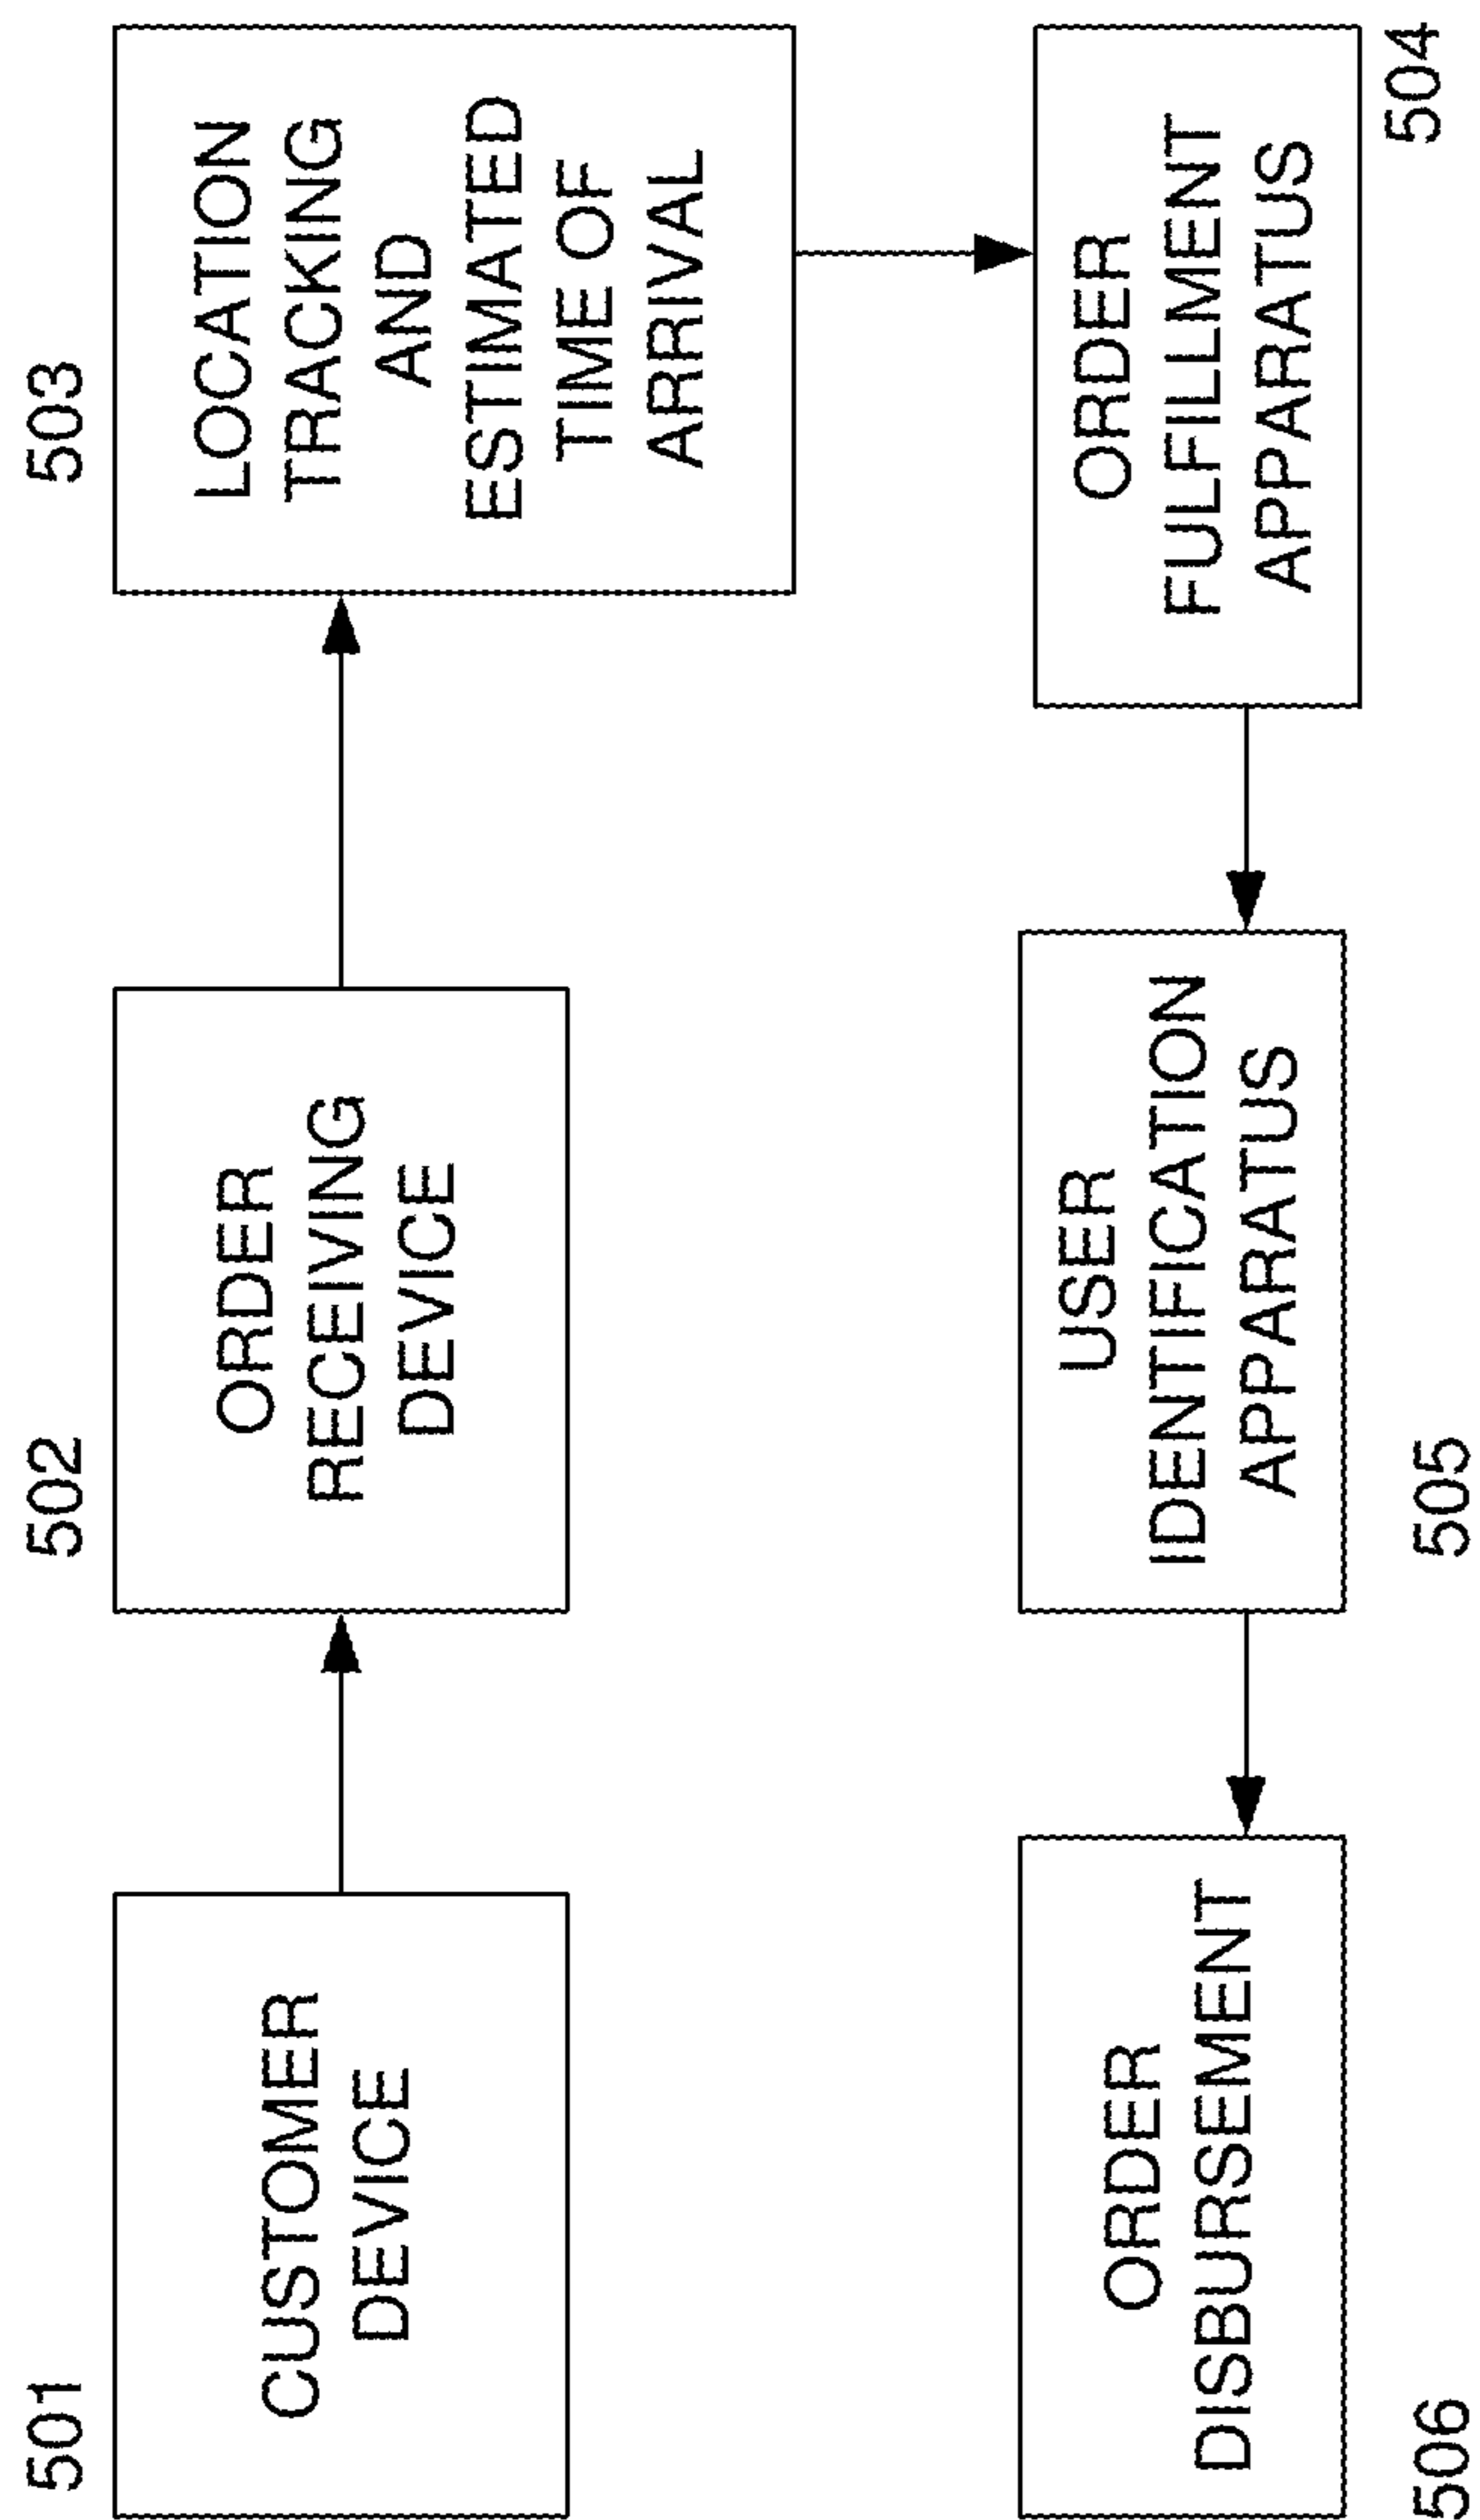 501
CUSTOMER
DEVICE
502
ORDER
RECEIVING
DEVICE
503
LOCATION
TRACKING
AND
ESTIMATED
TIME OF
ARRIVAL
ORDER
FULFILLMENT
APPARATUS
504
USER
IDENTIFICATION
APPARATUS
505
ORDER
DISBURSEMENT
506